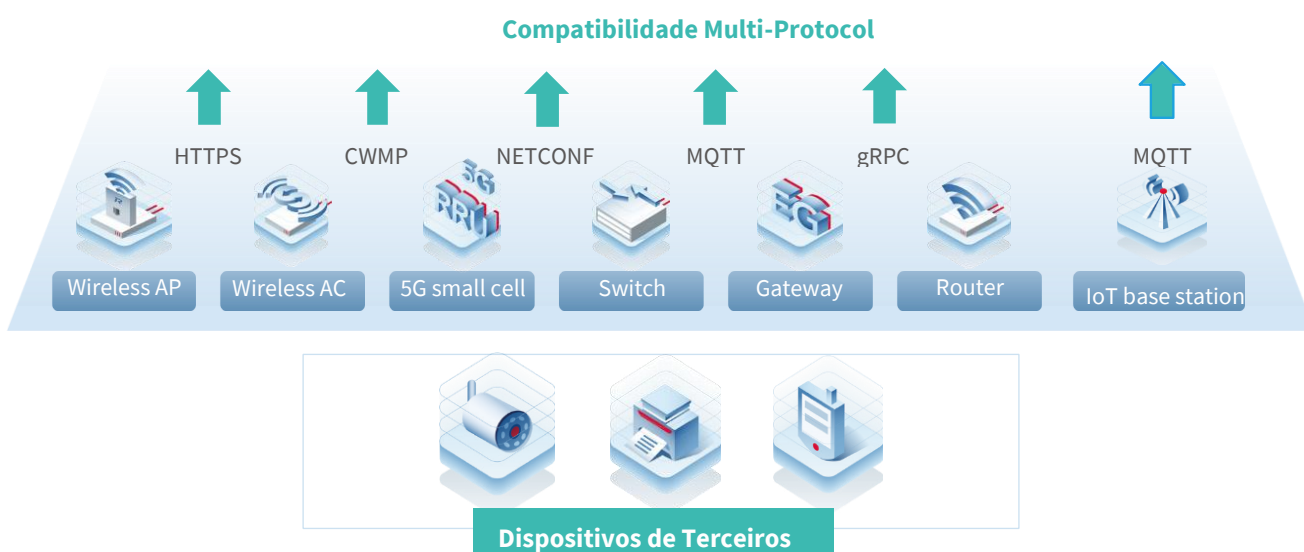 Compatibilidade Multi-Protocol
HTTPS CWMP NETCONF MQTT gRPC MQTT
5G
RRU
EG
Wireless AP Wireless AC 5G small cell Switch Gateway Router IoT base station
Dispositivos de Terceiros